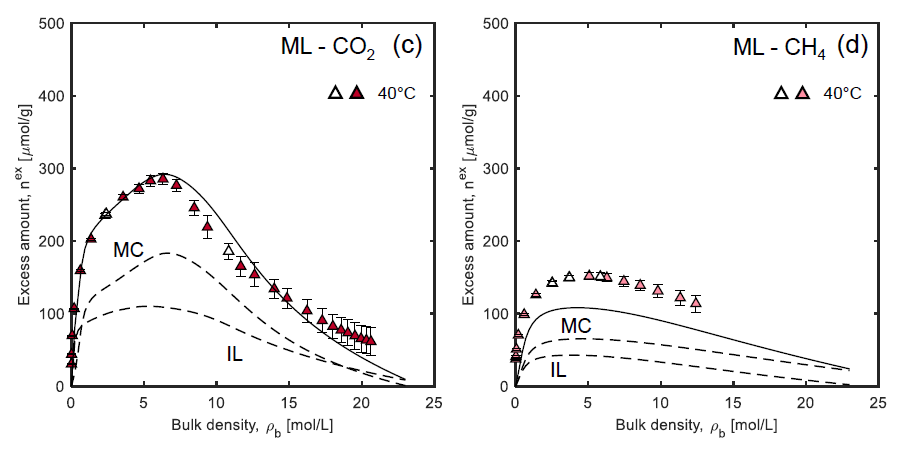 ML - CO2 (c)
40°C
MC
IL
Excess amount, n^ex [μmol/g]
500
400
300
200
100
0
0 5 10 15 20 25
Bulk density, ρb [mol/L]
ML - CH4 (d)
40°C
MC
IL
Excess amount, n^ex [μmol/g]
500
400
300
200
100
0
0 5 10 15 20 25
Bulk density, ρb [mol/L]